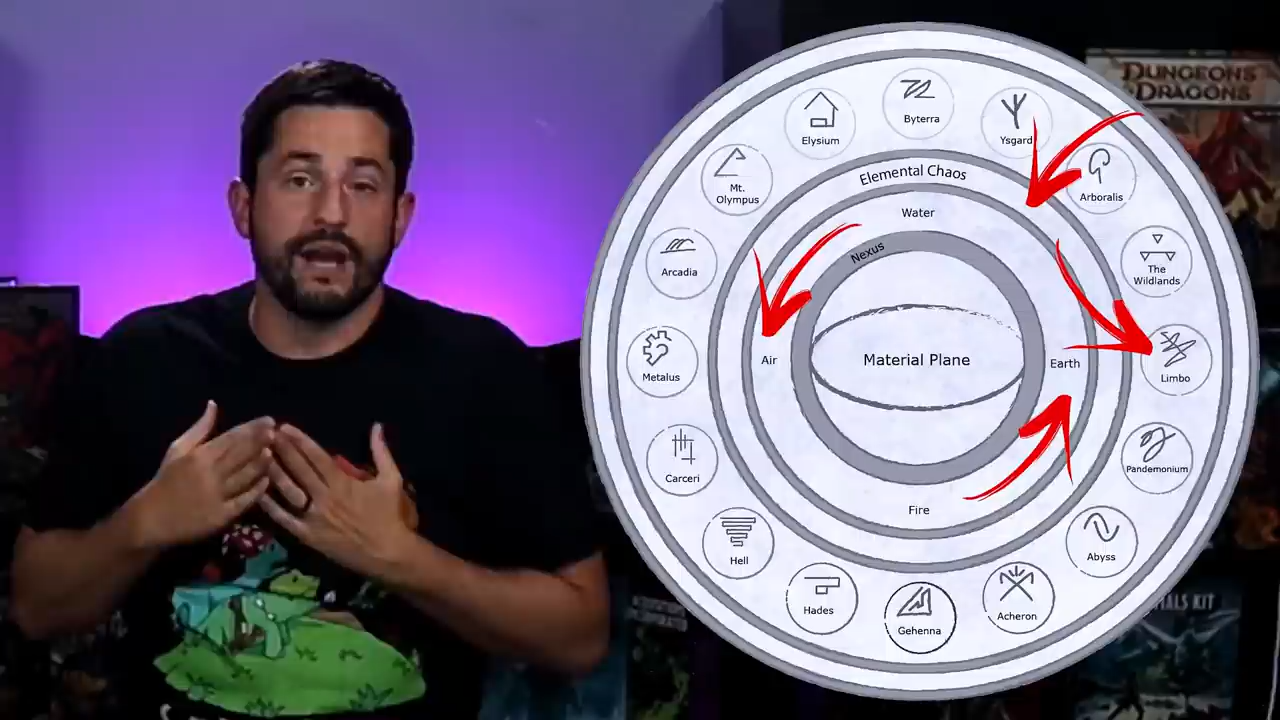 DUNGEONS
& DRAGONS
Byterra
Elysium
Ysgard
Mt.
Olympus
Arboralis
Elemental Chaos
Water
Nexus
Arcadia
The
Wildlands
Metalus
Air
Material Plane
Earth
Limbo
Carceri
Pandemonium
Fire
Hell
Abyss
Hades
Gehenna
Acheron